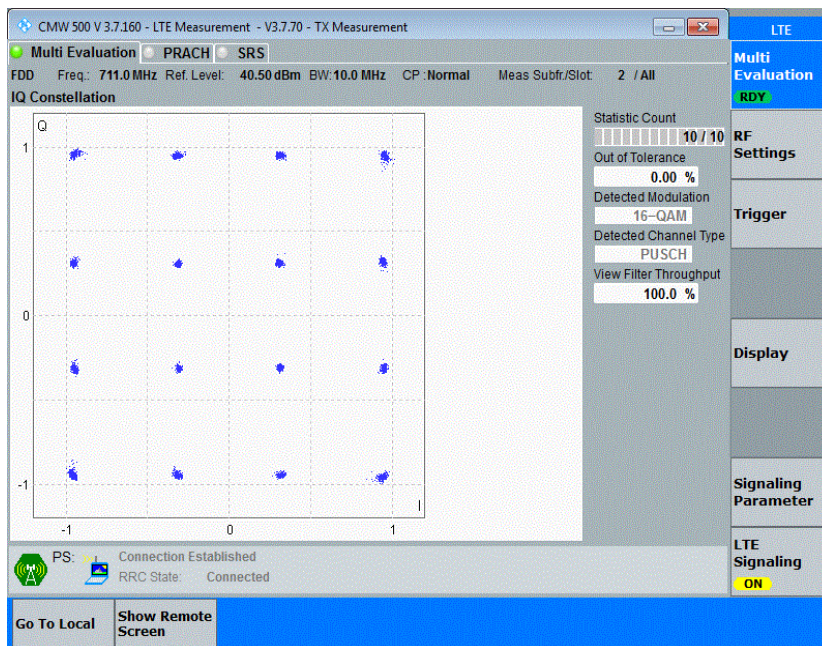 CMW 500 V 3.7.160 - LTE Measurement - V3.7.70 - TX Measurement
LTE
Multi Evaluation PRACH SRS
FDD Freq.: 711.0 MHz Ref. Level: 40.50 dBm BW: 10.0 MHz CP : Normal Meas Subfr./Slot: 2 / All
IQ Constellation
Q
1
0
-1
-1
0
1
I
Statistic Count
10 / 10
Out of Tolerance
0.00 %
Detected Modulation
16-QAM
Detected Channel Type
PUSCH
View Filter Throughput
100.0 %
Multi
Evaluation
RDY
RF
Settings
Trigger
Display
Signaling
Parameter
LTE
Signaling
ON
PS: Connection Established
RRC State: Connected
Go To Local
Show Remote
Screen